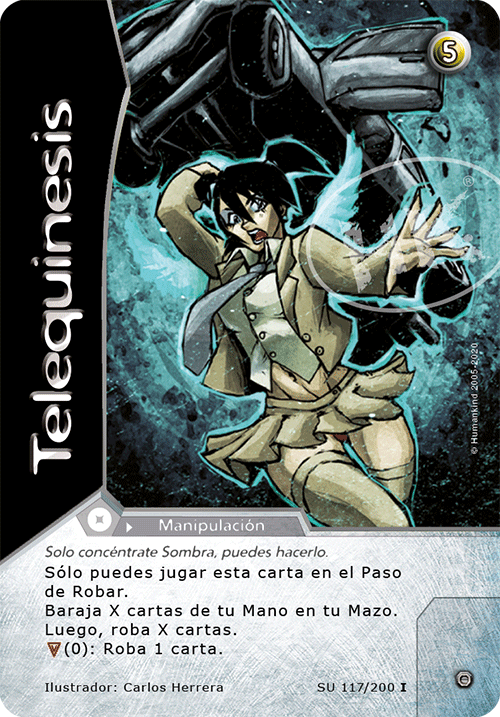 5
Telequinesis
© Humankind 2005-2020
Manipulación
Solo concéntrate Sombra, puedes hacerlo.
Sólo puedes jugar esta carta en el Paso
de Robar.
Baraja X cartas de tu Mano en tu Mazo.
Luego, roba X cartas.
(0): Roba 1 carta.
Ilustrador: Carlos Herrera
SU 117/200 I